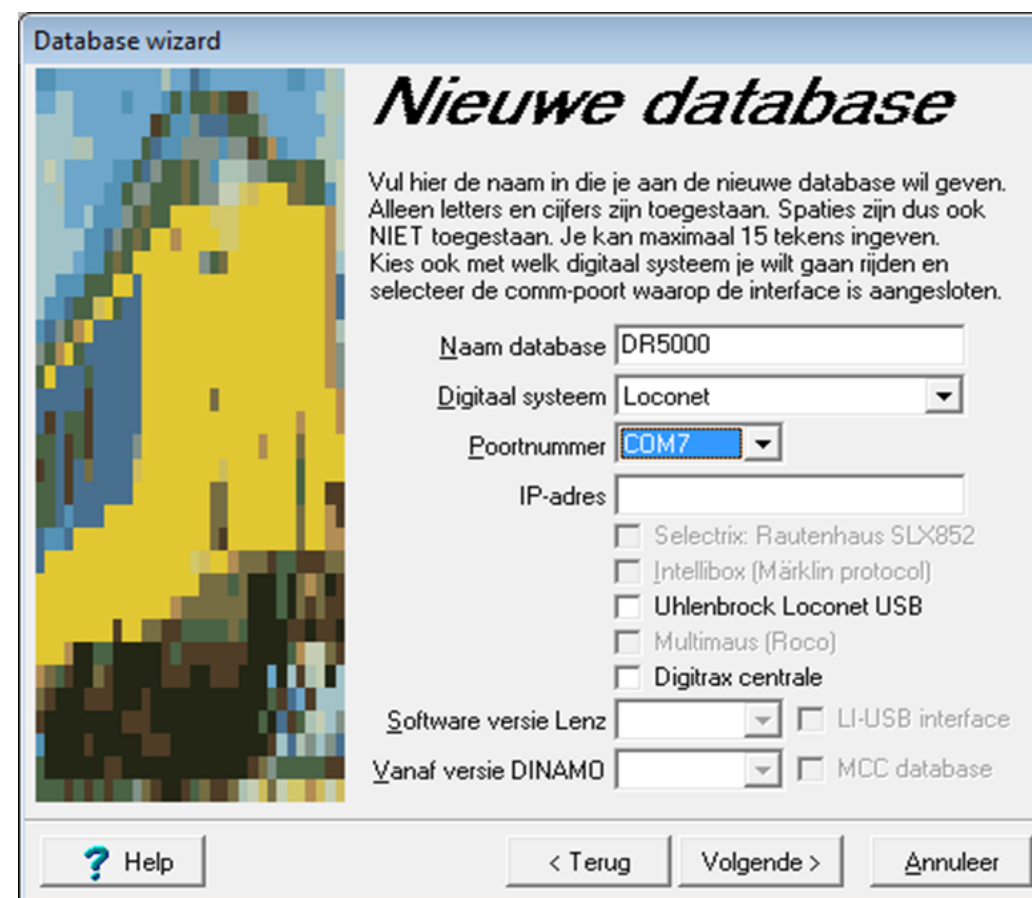 Database wizard
Nieuwe database
Vul hier de naam in die je aan de nieuwe database wil geven.
Alleen letters en cijfers zijn toegestaan. Spaties zijn dus ook
NIET toegestaan. Je kan maximaal 15 tekens ingeven.
Kies ook met welk digitaal systeem je wilt gaan rijden en
selecteer de comm-poort waarop de interface is aangesloten.
Naam database DR5000
Digitaal systeem Loconet
Poortnummer COM7
IP-adres
Selectrix: Rautenhaus SLX852
Intellibox (Märklin protocol)
Uhlenbrock Loconet USB
Multimaus (Roco)
Digitrax centrale
Software versie Lenz LI-USB interface
Vanaf versie DINAMO MCC database
? Help < Terug Volgende > Annuleer